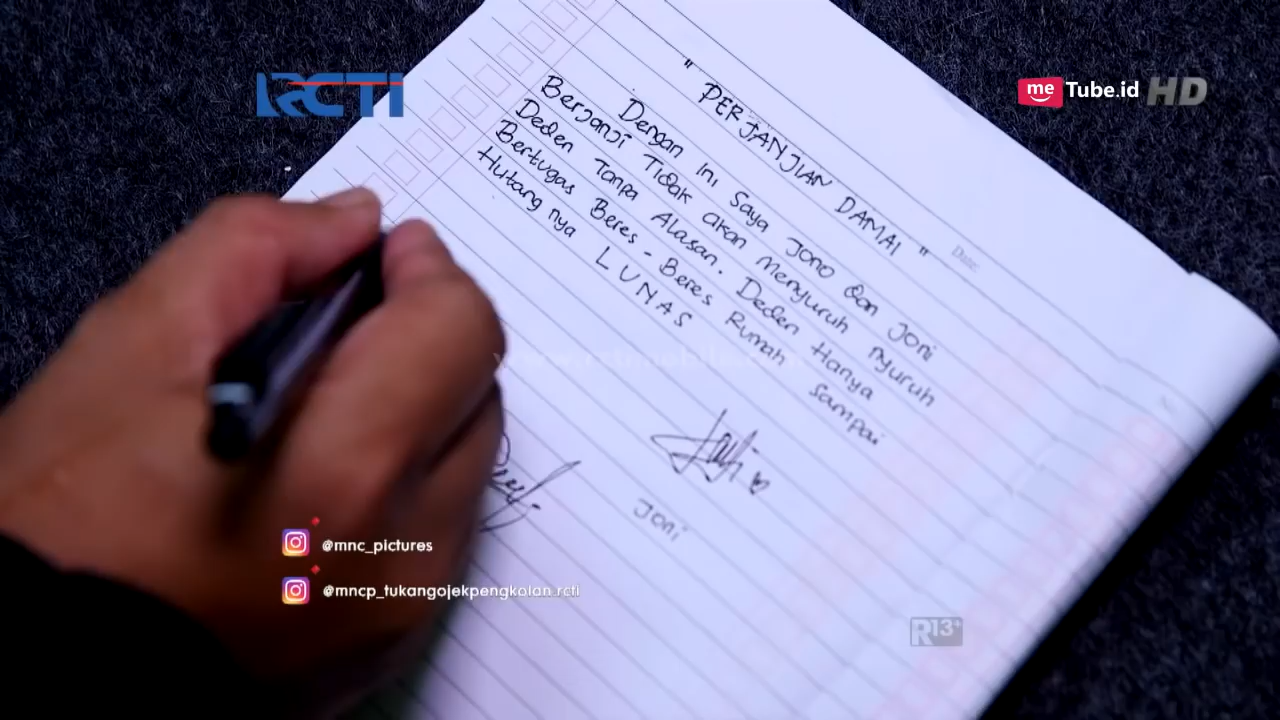 RCTI
me Tube.id HD
" PERJANJIAN DAMAI "
Date:
Dengan ini saya Jono dan Joni
Berjanji Tidak akan menyuruh nyuruh
Deden Tanpa Alasan. Deden Hanya
Bertugas Beres - Beres Rumah sampai
Hutang nya LUNAS
Joni
@mnc_pictures
@mncp_tukangojekpengkolan.rcti
R13+